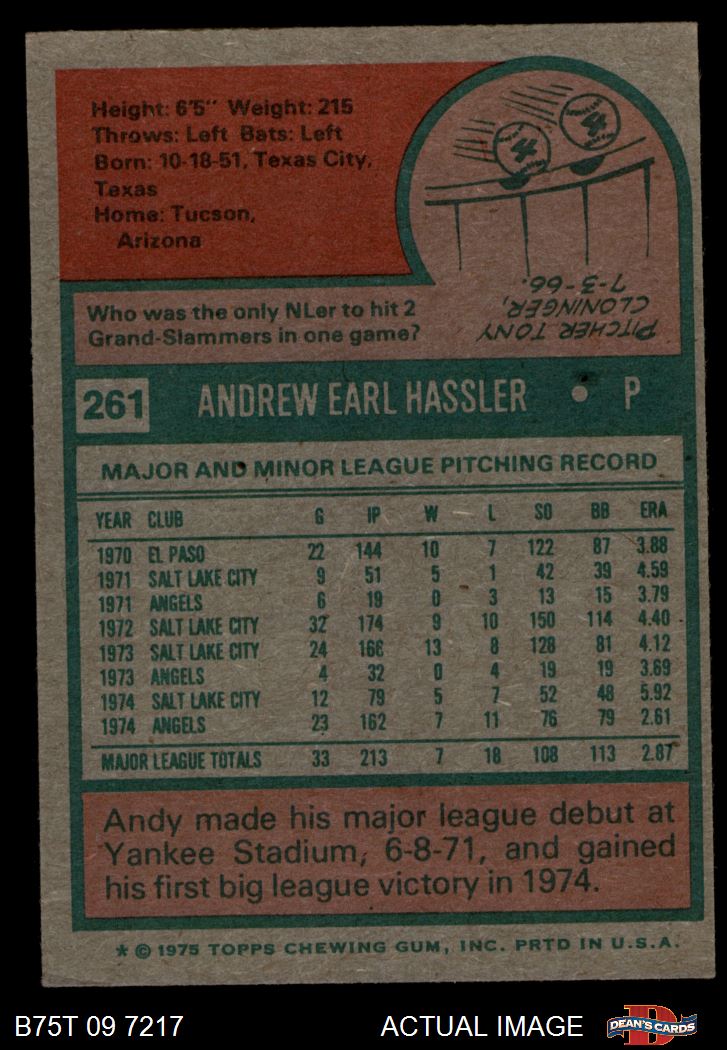 Height: 6'5" Weight: 215
Throws: Left Bats: Left
Born: 10-18-51, Texas City,
Texas
Home: Tucson,
Arizona
Who was the only NLer to hit 2
Grand-Slammers in one game?
PITCHER TONY
CLONINGER,
7-3-66.
261 ANDREW EARL HASSLER • P
MAJOR AND MINOR LEAGUE PITCHING RECORD
YEAR CLUB G IP W L SO BB ERA
1970 EL PASO 22 144 10 7 122 87 3.88
1971 SALT LAKE CITY 9 51 5 1 42 39 4.59
1971 ANGELS 6 19 0 3 13 15 3.79
1972 SALT LAKE CITY 32 174 9 10 150 114 4.40
1973 SALT LAKE CITY 24 166 13 8 128 81 4.12
1973 ANGELS 4 32 0 4 19 19 3.69
1974 SALT LAKE CITY 12 79 5 7 52 48 5.92
1974 ANGELS 23 162 7 11 76 79 2.61
MAJOR LEAGUE TOTALS 33 213 7 18 108 113 2.87
Andy made his major league debut at
Yankee Stadium, 6-8-71, and gained
his first big league victory in 1974.
* © 1975 TOPPS CHEWING GUM, INC. PRTD IN U.S.A.
B75T 09 7217 ACTUAL IMAGE D DEAN'S CARDS